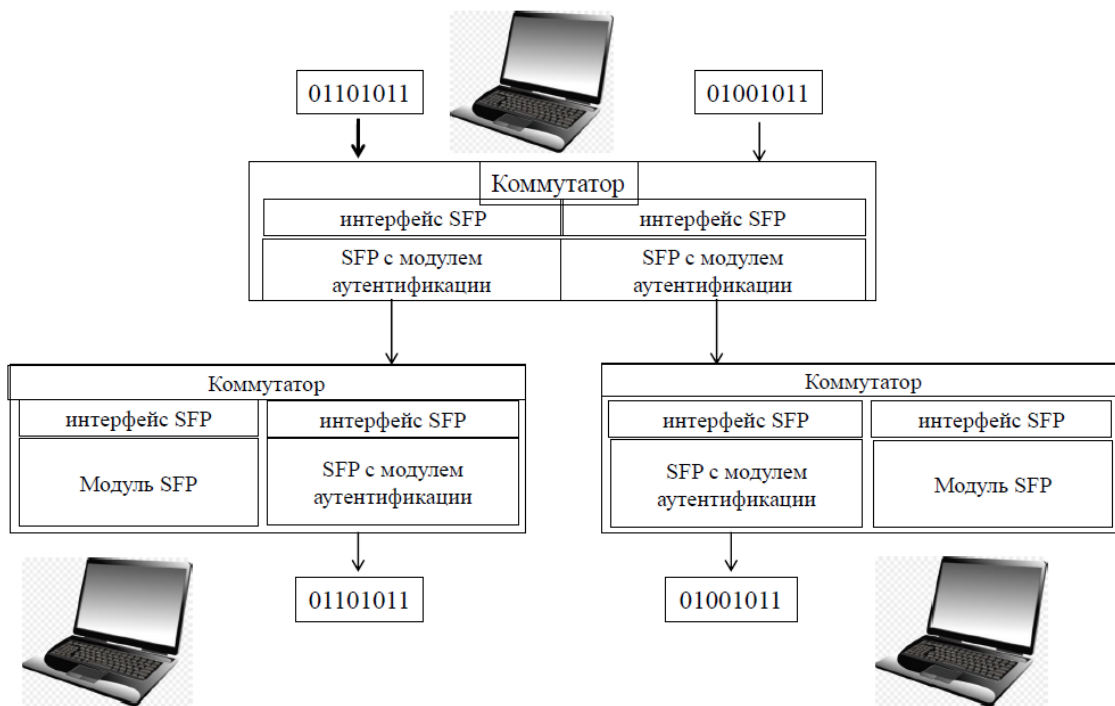 01101011
01001011
Коммутатор
интерфейс SFP
интерфейс SFP
SFP с модулем
аутентификации
SFP с модулем
аутентификации
Коммутатор
интерфейс SFP
интерфейс SFP
Модуль SFP
SFP с модулем
аутентификации
Коммутатор
интерфейс SFP
интерфейс SFP
SFP с модулем
аутентификации
Модуль SFP
01101011
01001011